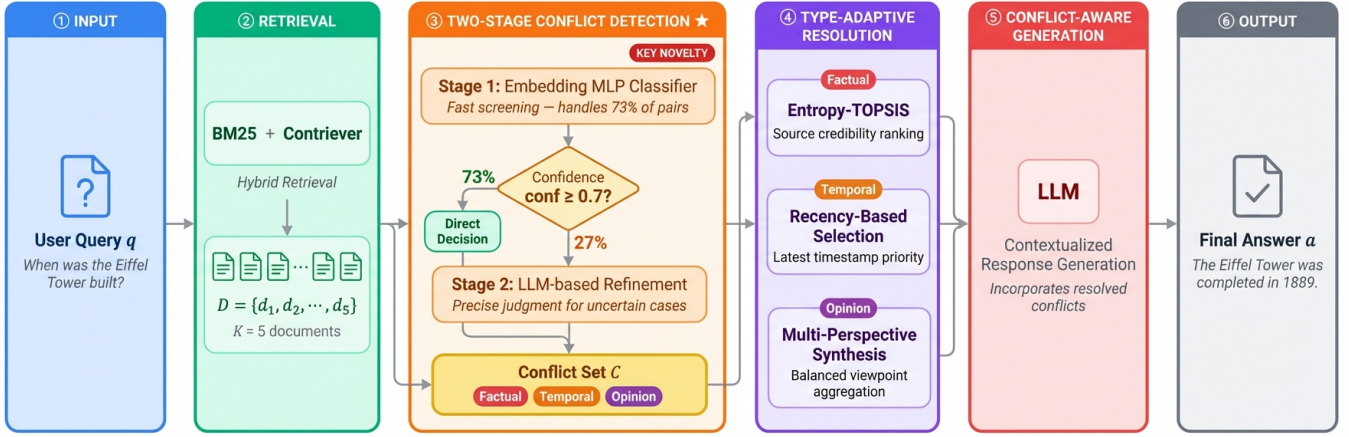 ① INPUT
User Query q
When was the Eiffel
Tower built?
② RETRIEVAL
BM25 + Contriever
Hybrid Retrieval
D = {d₁, d₂, ⋯, d₅}
K = 5 documents
③ TWO-STAGE CONFLICT DETECTION ★
KEY NOVELTY
Stage 1: Embedding MLP Classifier
Fast screening — handles 73% of pairs
Confidence
conf ≥ 0.7?
73%
Direct
Decision
27%
Stage 2: LLM-based Refinement
Precise judgment for uncertain cases
Conflict Set C
Factual Temporal Opinion
④ TYPE-ADAPTIVE
RESOLUTION
Factual
Entropy-TOPSIS
Source credibility ranking
Temporal
Recency-Based
Selection
Latest timestamp priority
Opinion
Multi-Perspective
Synthesis
Balanced viewpoint
aggregation
⑤ CONFLICT-AWARE
GENERATION
LLM
Contextualized
Response Generation
Incorporates resolved
conflicts
⑥ OUTPUT
Final Answer a
The Eiffel Tower was
completed in 1889.